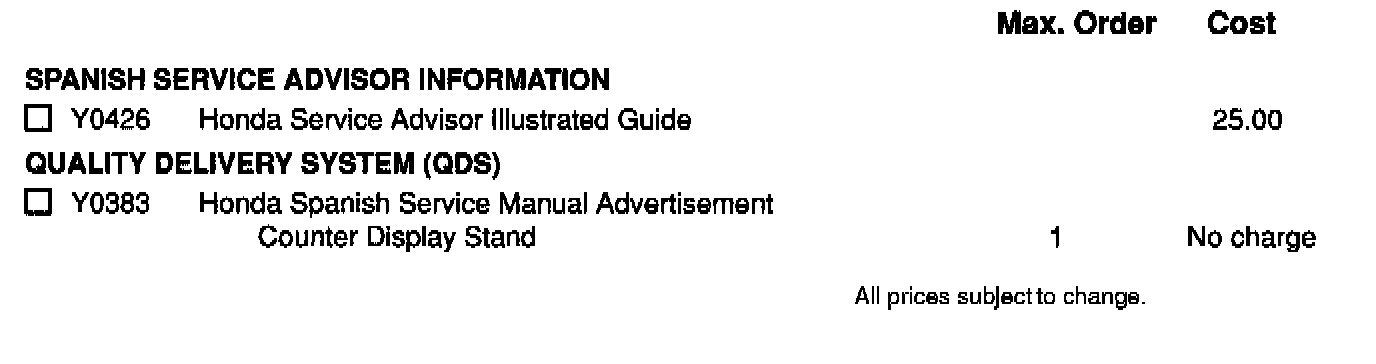 Max. Order Cost
SPANISH SERVICE ADVISOR INFORMATION
☐ Y0426 Honda Service Advisor Illustrated Guide 25.00
QUALITY DELIVERY SYSTEM (QDS)
☐ Y0383 Honda Spanish Service Manual Advertisement
Counter Display Stand 1 No charge
All prices subject to change.